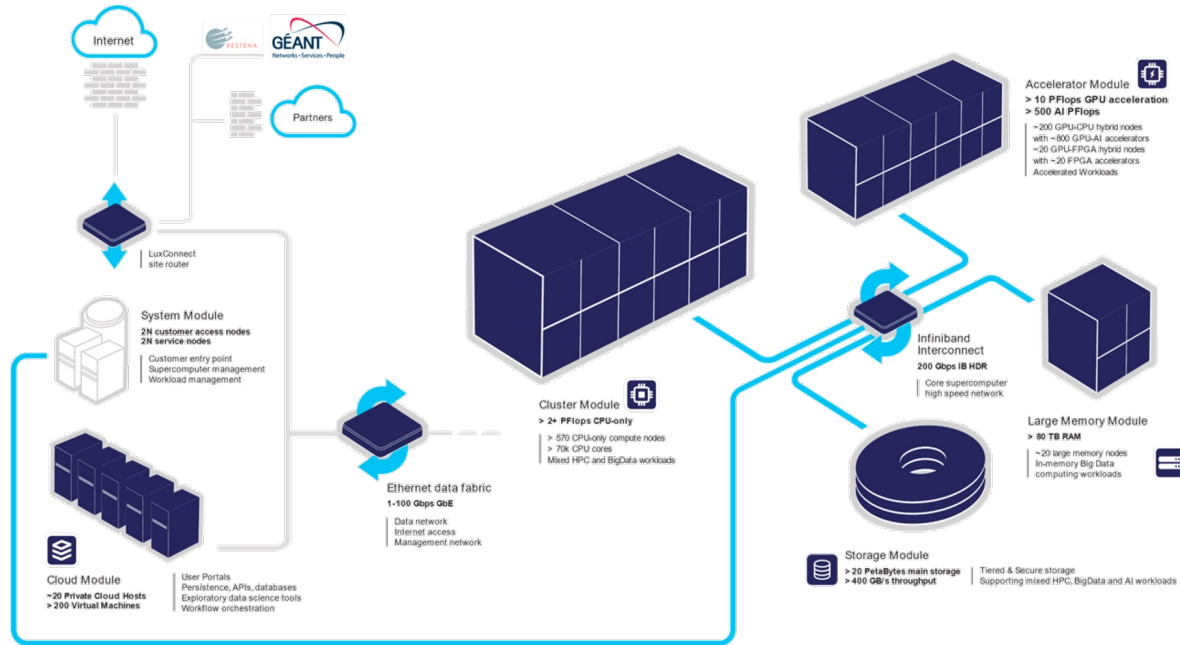 Internet
RESTENA
GÉANT
Networks • Services • People
Partners
LuxConnect
site router
System Module
2N customer access nodes
2N service nodes
Customer entry point
Supercomputer management
Workload management
Cloud Module
~20 Private Cloud Hosts
> 200 Virtual Machines
User Portals
Persistence, APIs, databases
Exploratory data science tools
Workflow orchestration
Ethernet data fabric
1-100 Gbps GbE
Data network
Internet access
Management network
Cluster Module
> 2+ PFlops CPU-only
> 570 CPU-only compute nodes
> 70k CPU cores
Mixed HPC and BigData workloads
Accelerator Module
> 10 PFlops GPU acceleration
> 500 AI PFlops
~200 GPU-CPU hybrid nodes
with ~800 GPU-AI accelerators
~20 GPU-FPGA hybrid nodes
with ~20 FPGA accelerators
Accelerated Workloads
Infiniband
Interconnect
200 Gbps IB HDR
Core supercomputer
high speed network
Large Memory Module
> 80 TB RAM
~20 large memory nodes
In-memory Big Data
computing workloads
Storage Module
> 20 PetaBytes main storage
> 400 GB/s throughput
Tiered & Secure storage
Supporting mixed HPC, BigData and AI workloads